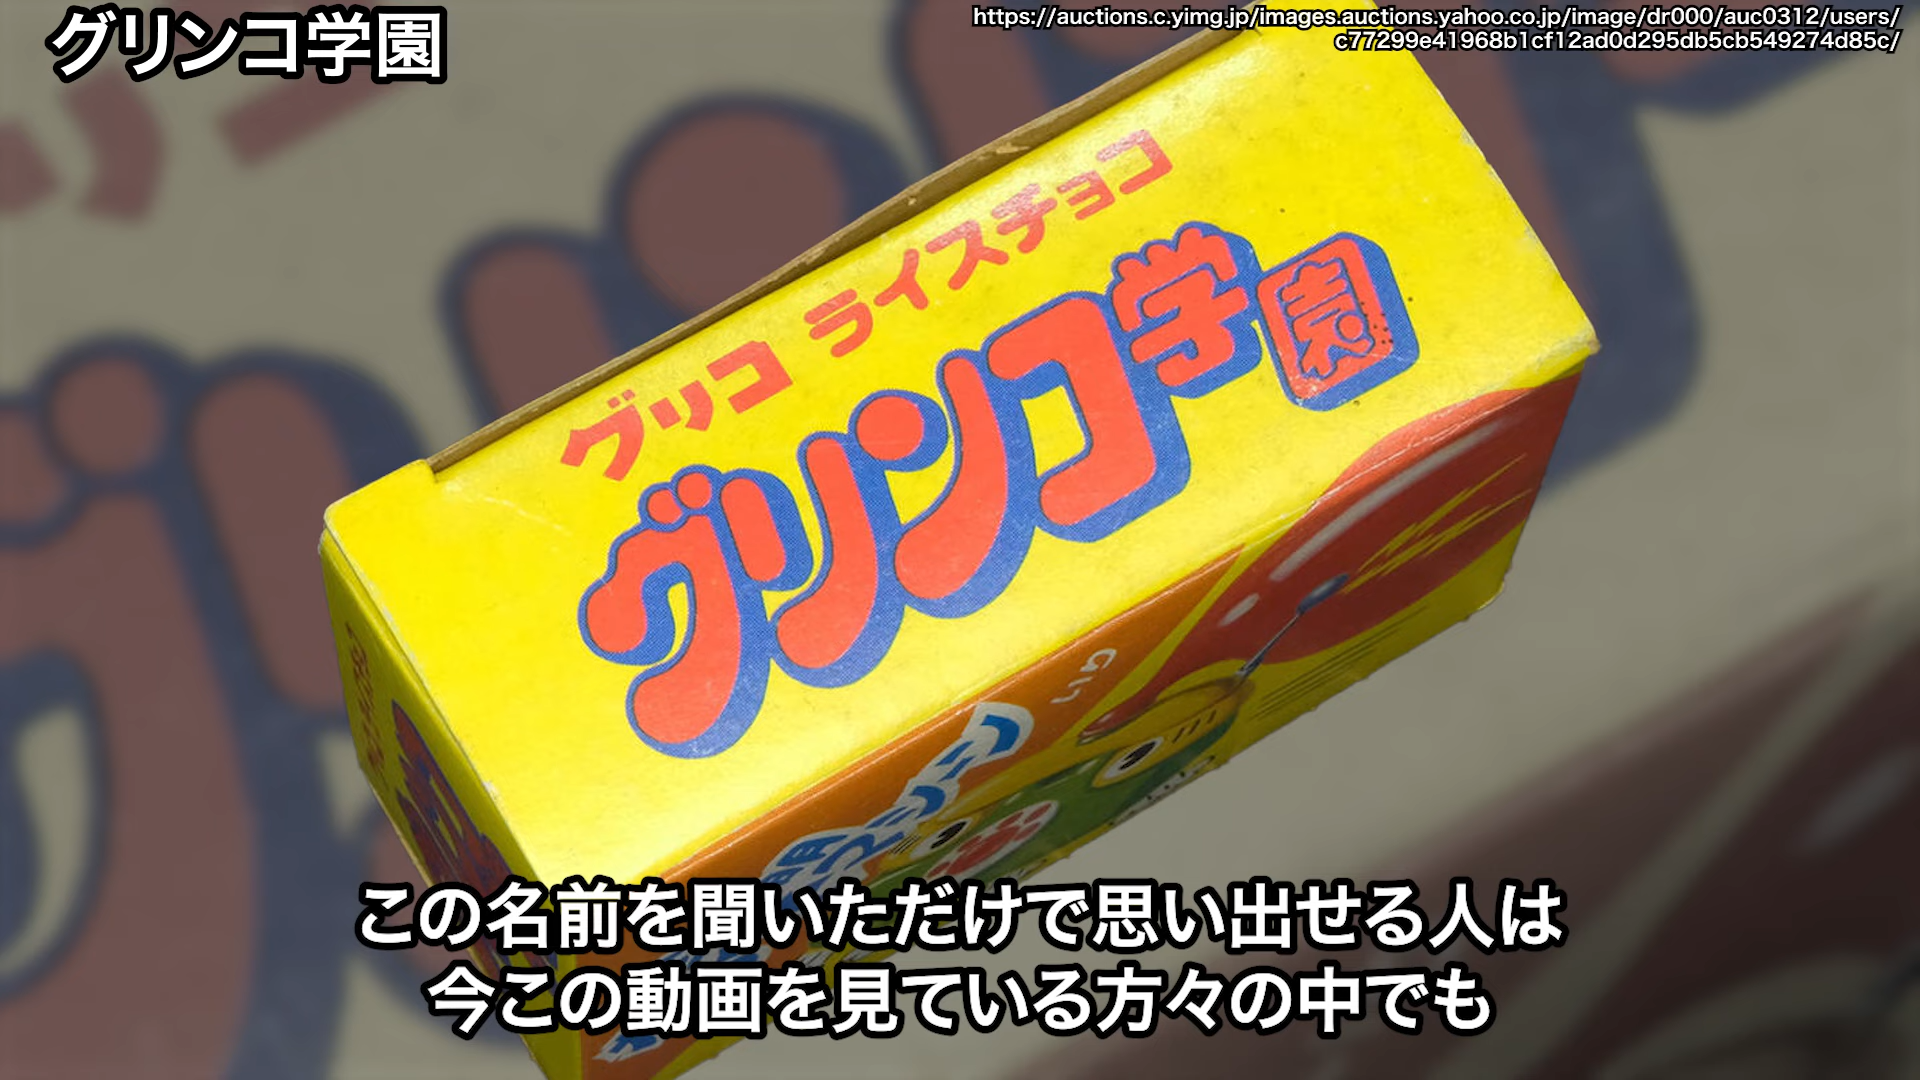 グリンコ学園
https://auctions.c.yimg.jp/images.auctions.yahoo.co.jp/image/dr000/auc0312/users/
c77299e41968b1cf12ad0d295db5cb549274d85c/
グリコ ライスチョコ
グリンコ学園
この名前を聞いただけで思い出せる人は
今この動画を見ている方々の中でも